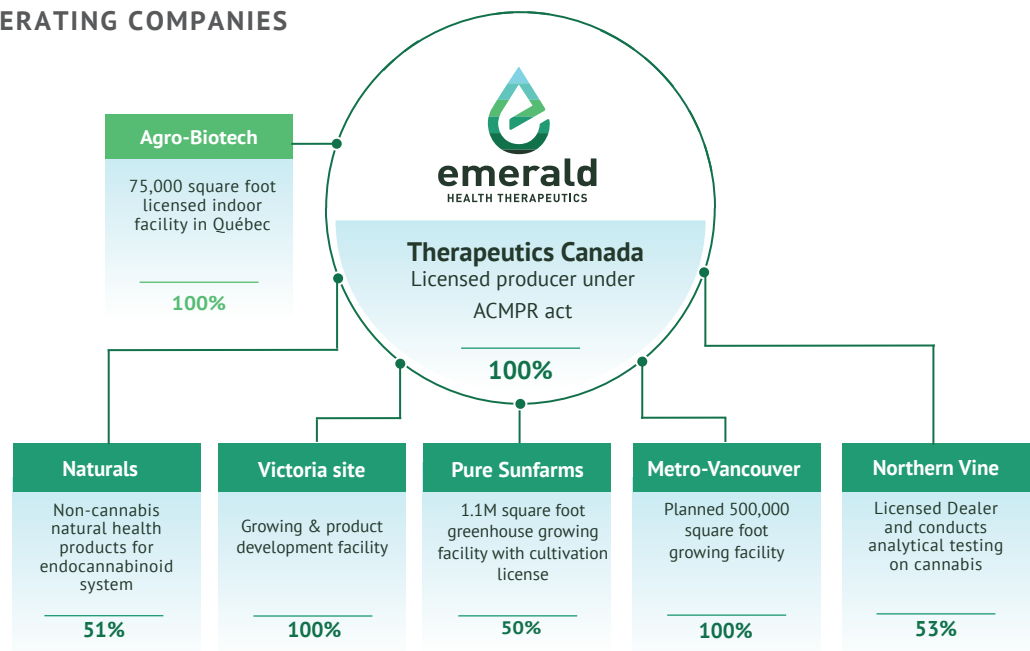 ERATING COMPANIES
emerald
HEALTH THERAPEUTICS
Therapeutics Canada
Licensed producer under
ACMPR act
100%
Agro-Biotech
75,000 square foot
licensed indoor
facility in Québec
100%
Naturals
Non-cannabis
natural health
products for
endocannabinoid
system
51%
Victoria site
Growing & product
development facility
100%
Pure Sunfarms
1.1M square foot
greenhouse growing
facility with cultivation
license
50%
Metro-Vancouver
Planned 500,000
square foot
growing facility
100%
Northern Vine
Licensed Dealer
and conducts
analytical testing
on cannabis
53%